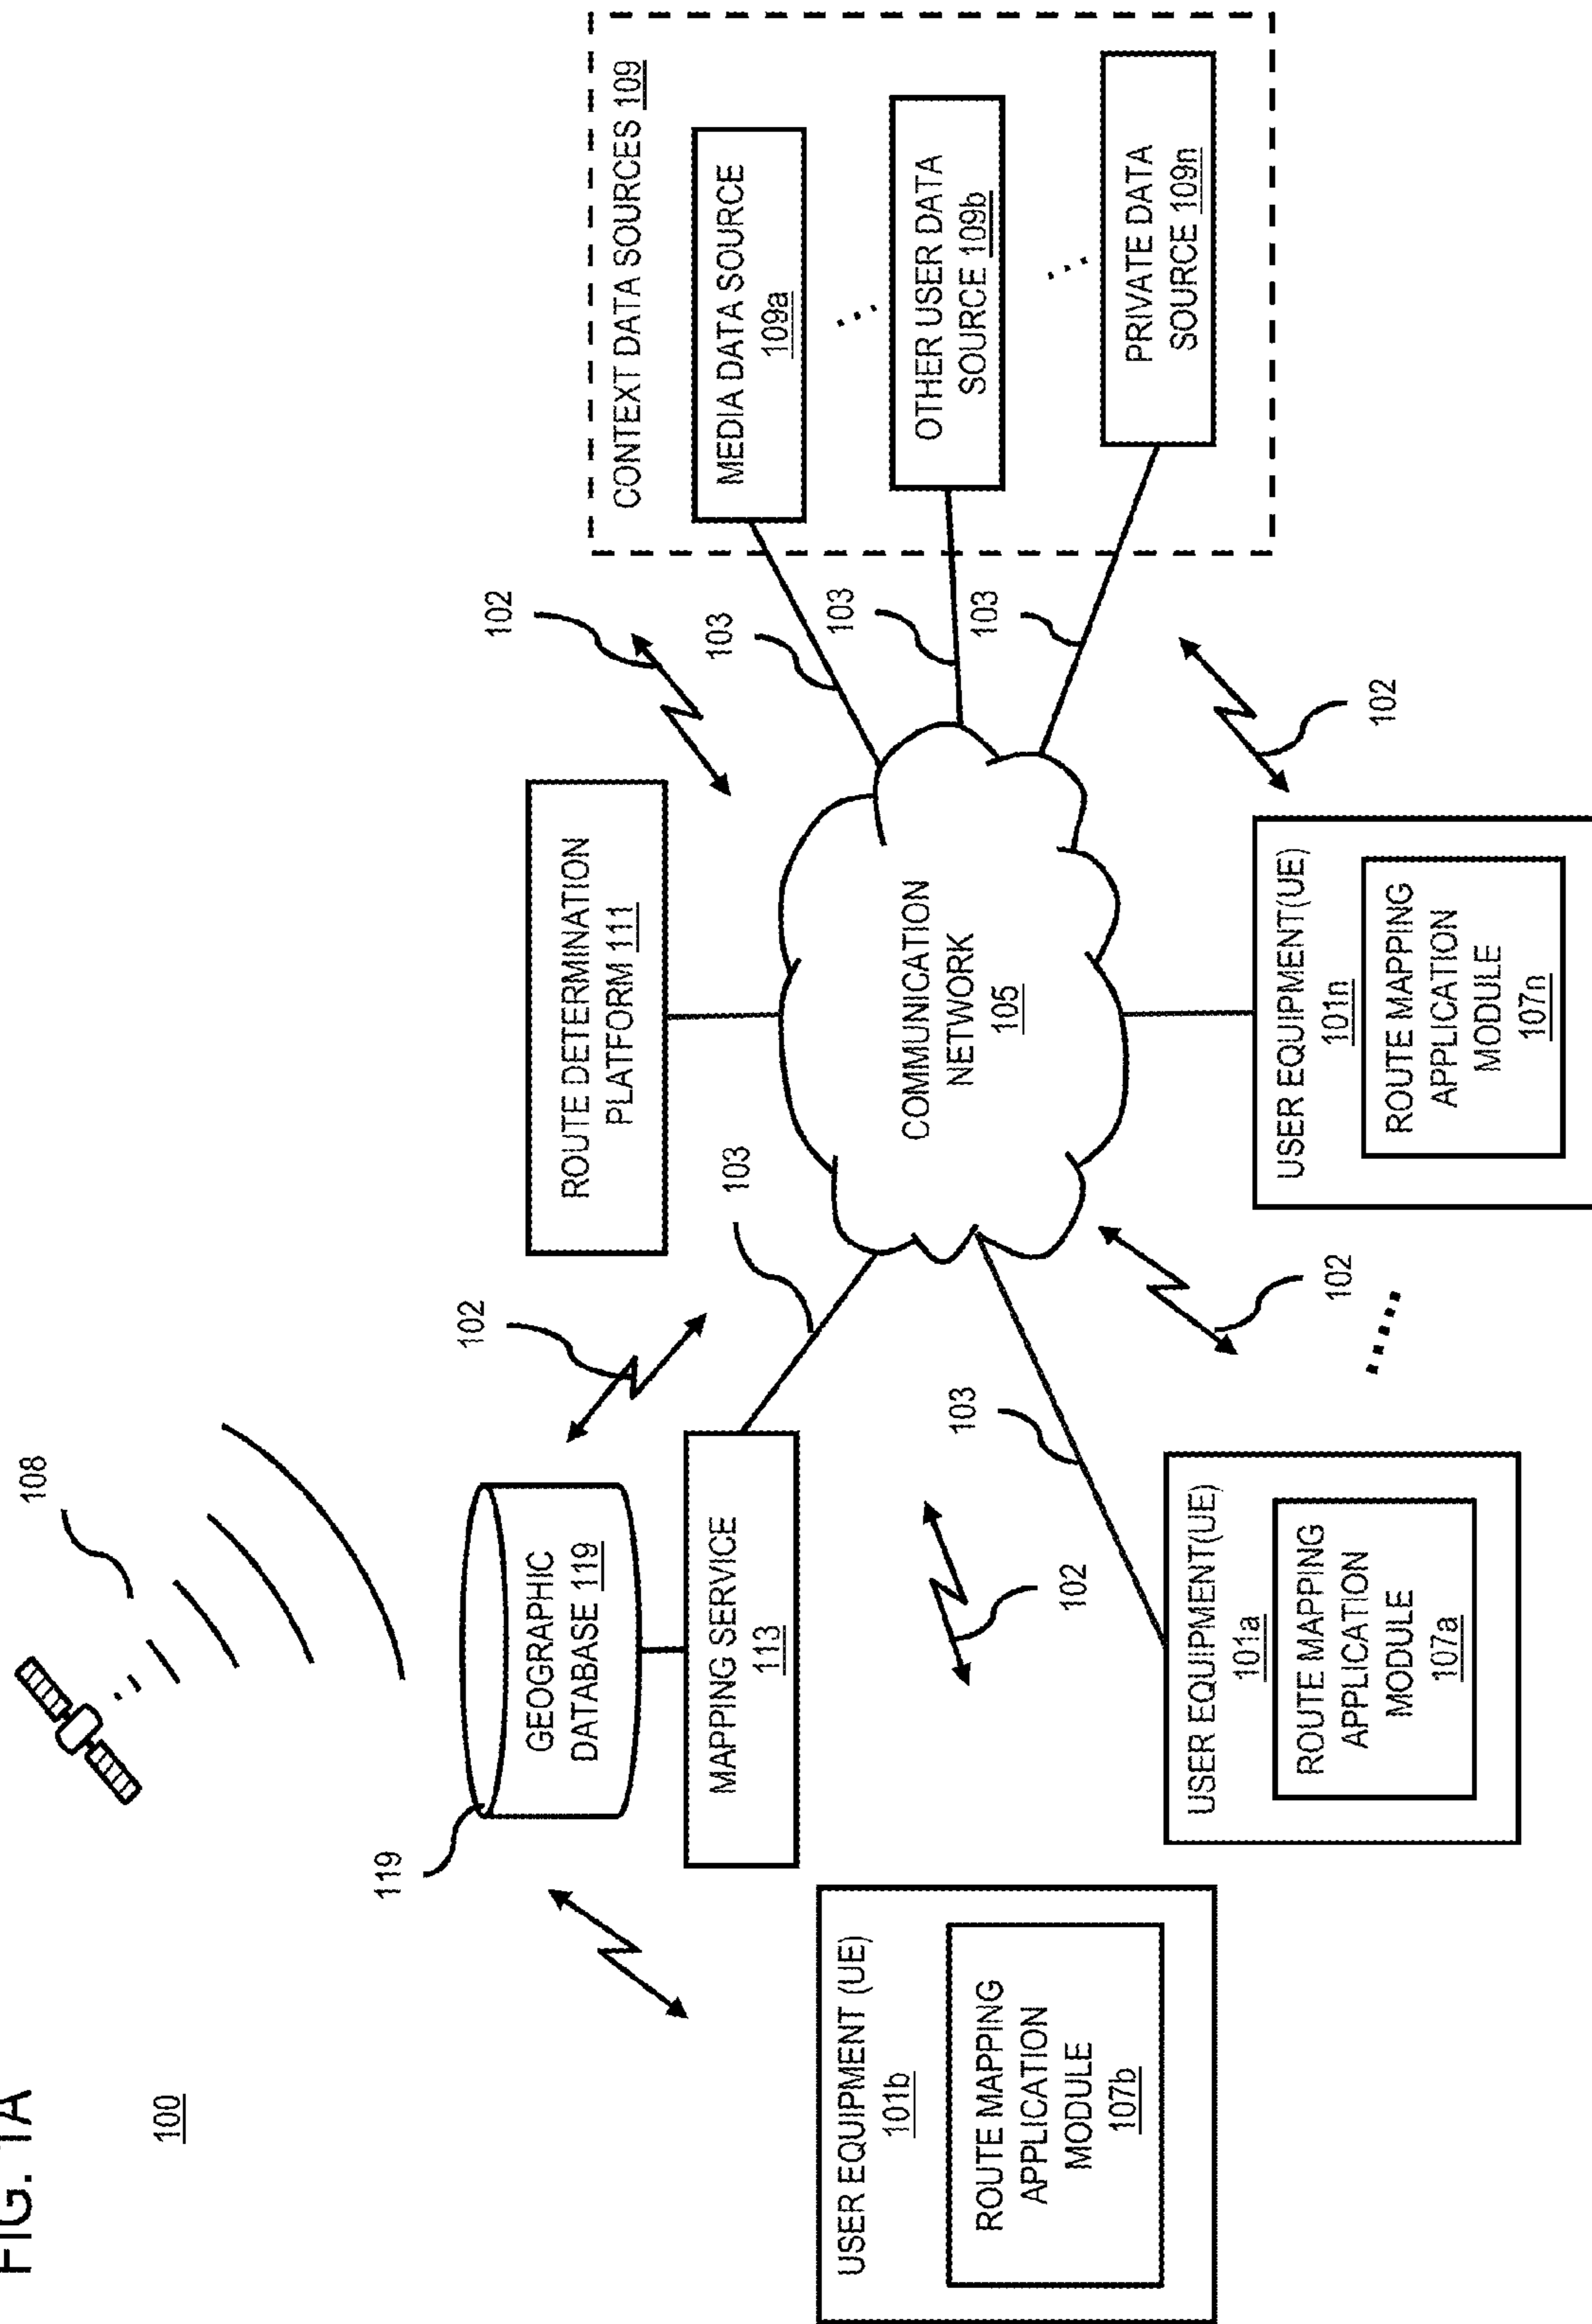 FIG. 1A
100
108
119
GEOGRAPHIC
DATABASE 119
MAPPING SERVICE
113
102
103
ROUTE DETERMINATION
PLATFORM 111
102
103
103
103
CONTEXT DATA SOURCES 109
MEDIA DATA SOURCE
109a
OTHER USER DATA
SOURCE 109b
PRIVATE DATA
SOURCE 109n
COMMUNICATION
NETWORK
105
USER EQUIPMENT (UE)
101b
ROUTE MAPPING
APPLICATION
MODULE
107b
102
103
USER EQUIPMENT(UE)
101a
ROUTE MAPPING
APPLICATION
MODULE
107a
102
USER EQUIPMENT(UE)
101n
ROUTE MAPPING
APPLICATION
MODULE
107n
102